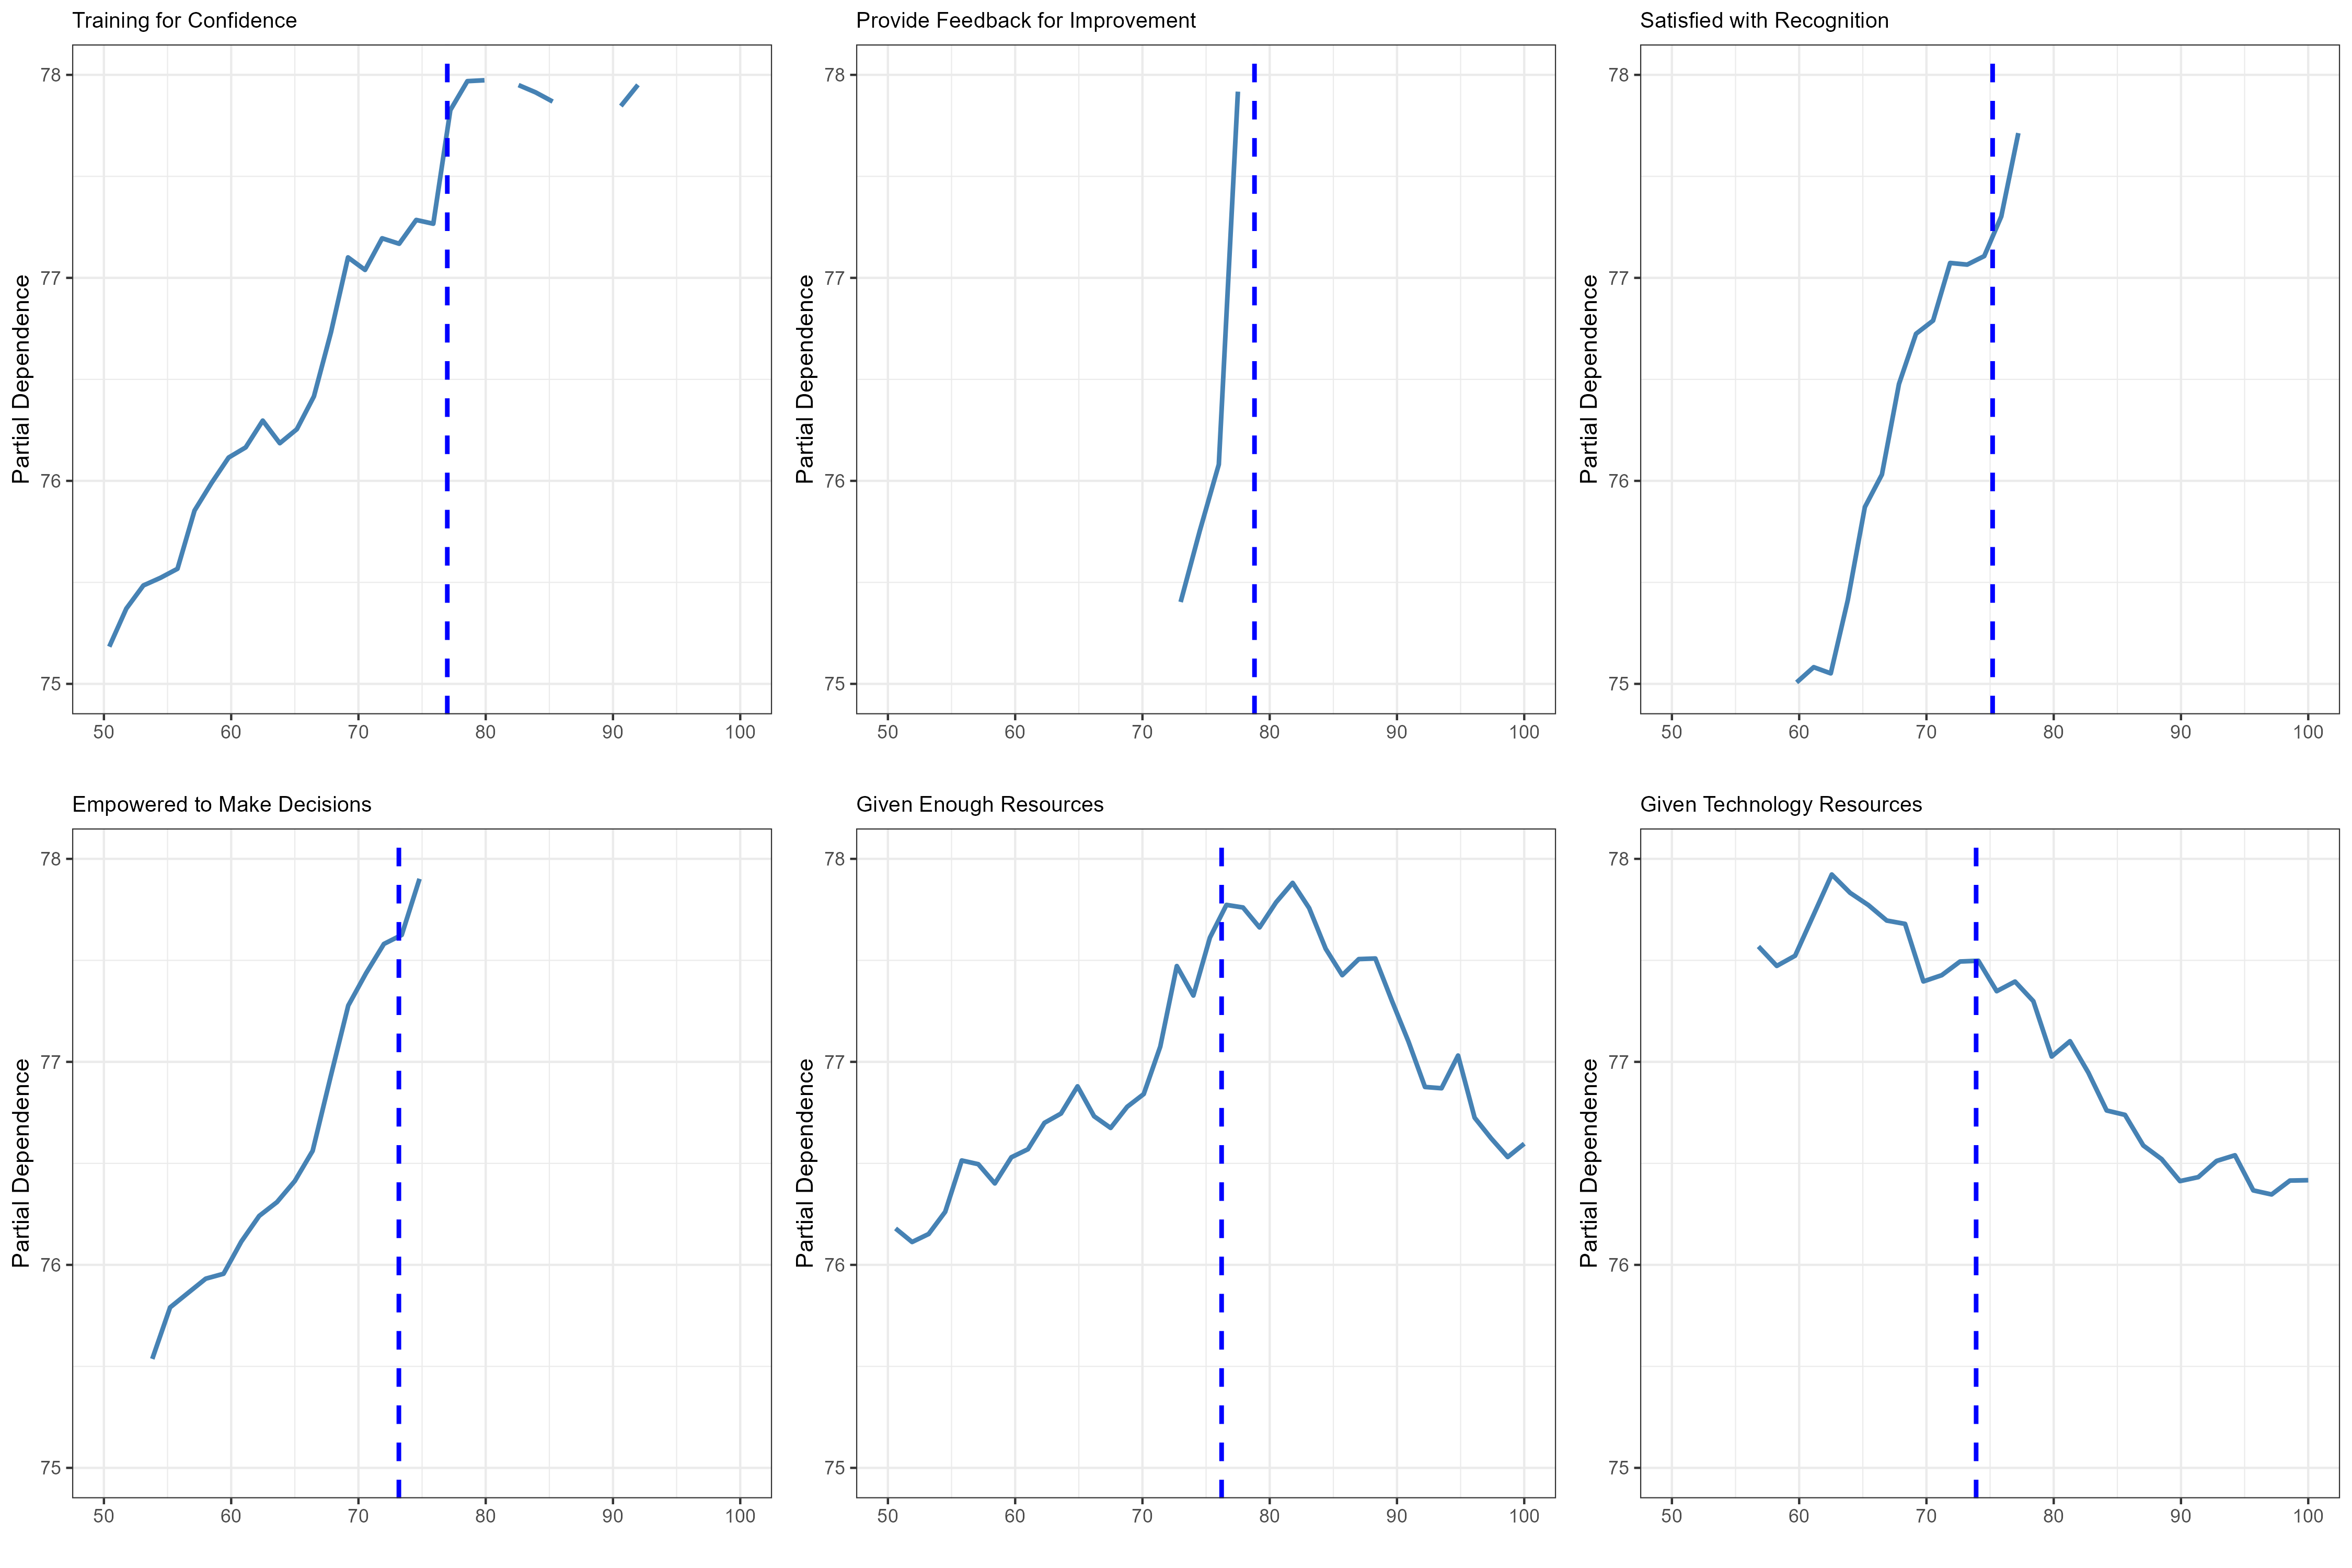 Training for Confidence
Provide Feedback for Improvement
Satisfied with Recognition
Partial Dependence
78
77
76
75
50 60 70 80 90 100
Partial Dependence
78
77
76
75
50 60 70 80 90 100
Partial Dependence
78
77
76
75
50 60 70 80 90 100
Empowered to Make Decisions
Given Enough Resources
Given Technology Resources
Partial Dependence
78
77
76
75
50 60 70 80 90 100
Partial Dependence
78
77
76
75
50 60 70 80 90 100
Partial Dependence
78
77
76
75
50 60 70 80 90 100